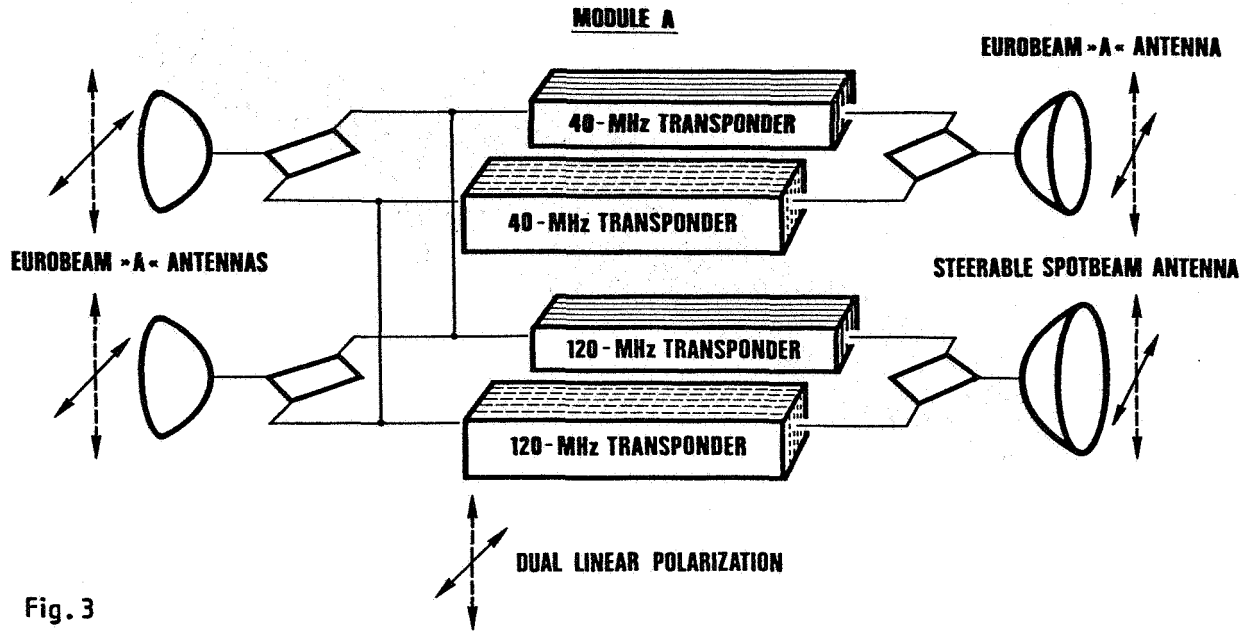 MODULE A
EUROBEAM »A« ANTENNA
40-MHz TRANSPONDER
40-MHz TRANSPONDER
EUROBEAM »A« ANTENNAS
STEERABLE SPOTBEAM ANTENNA
120-MHz TRANSPONDER
120-MHz TRANSPONDER
DUAL LINEAR POLARIZATION
Fig. 3